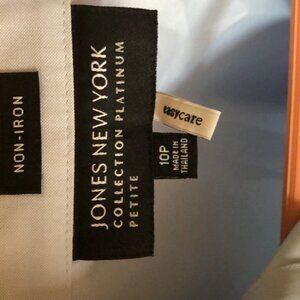 NON-IRON
JONES NEW YORK
COLLECTION PLATINUM
PETITE
easycare
10P
MADE IN
THAILAND